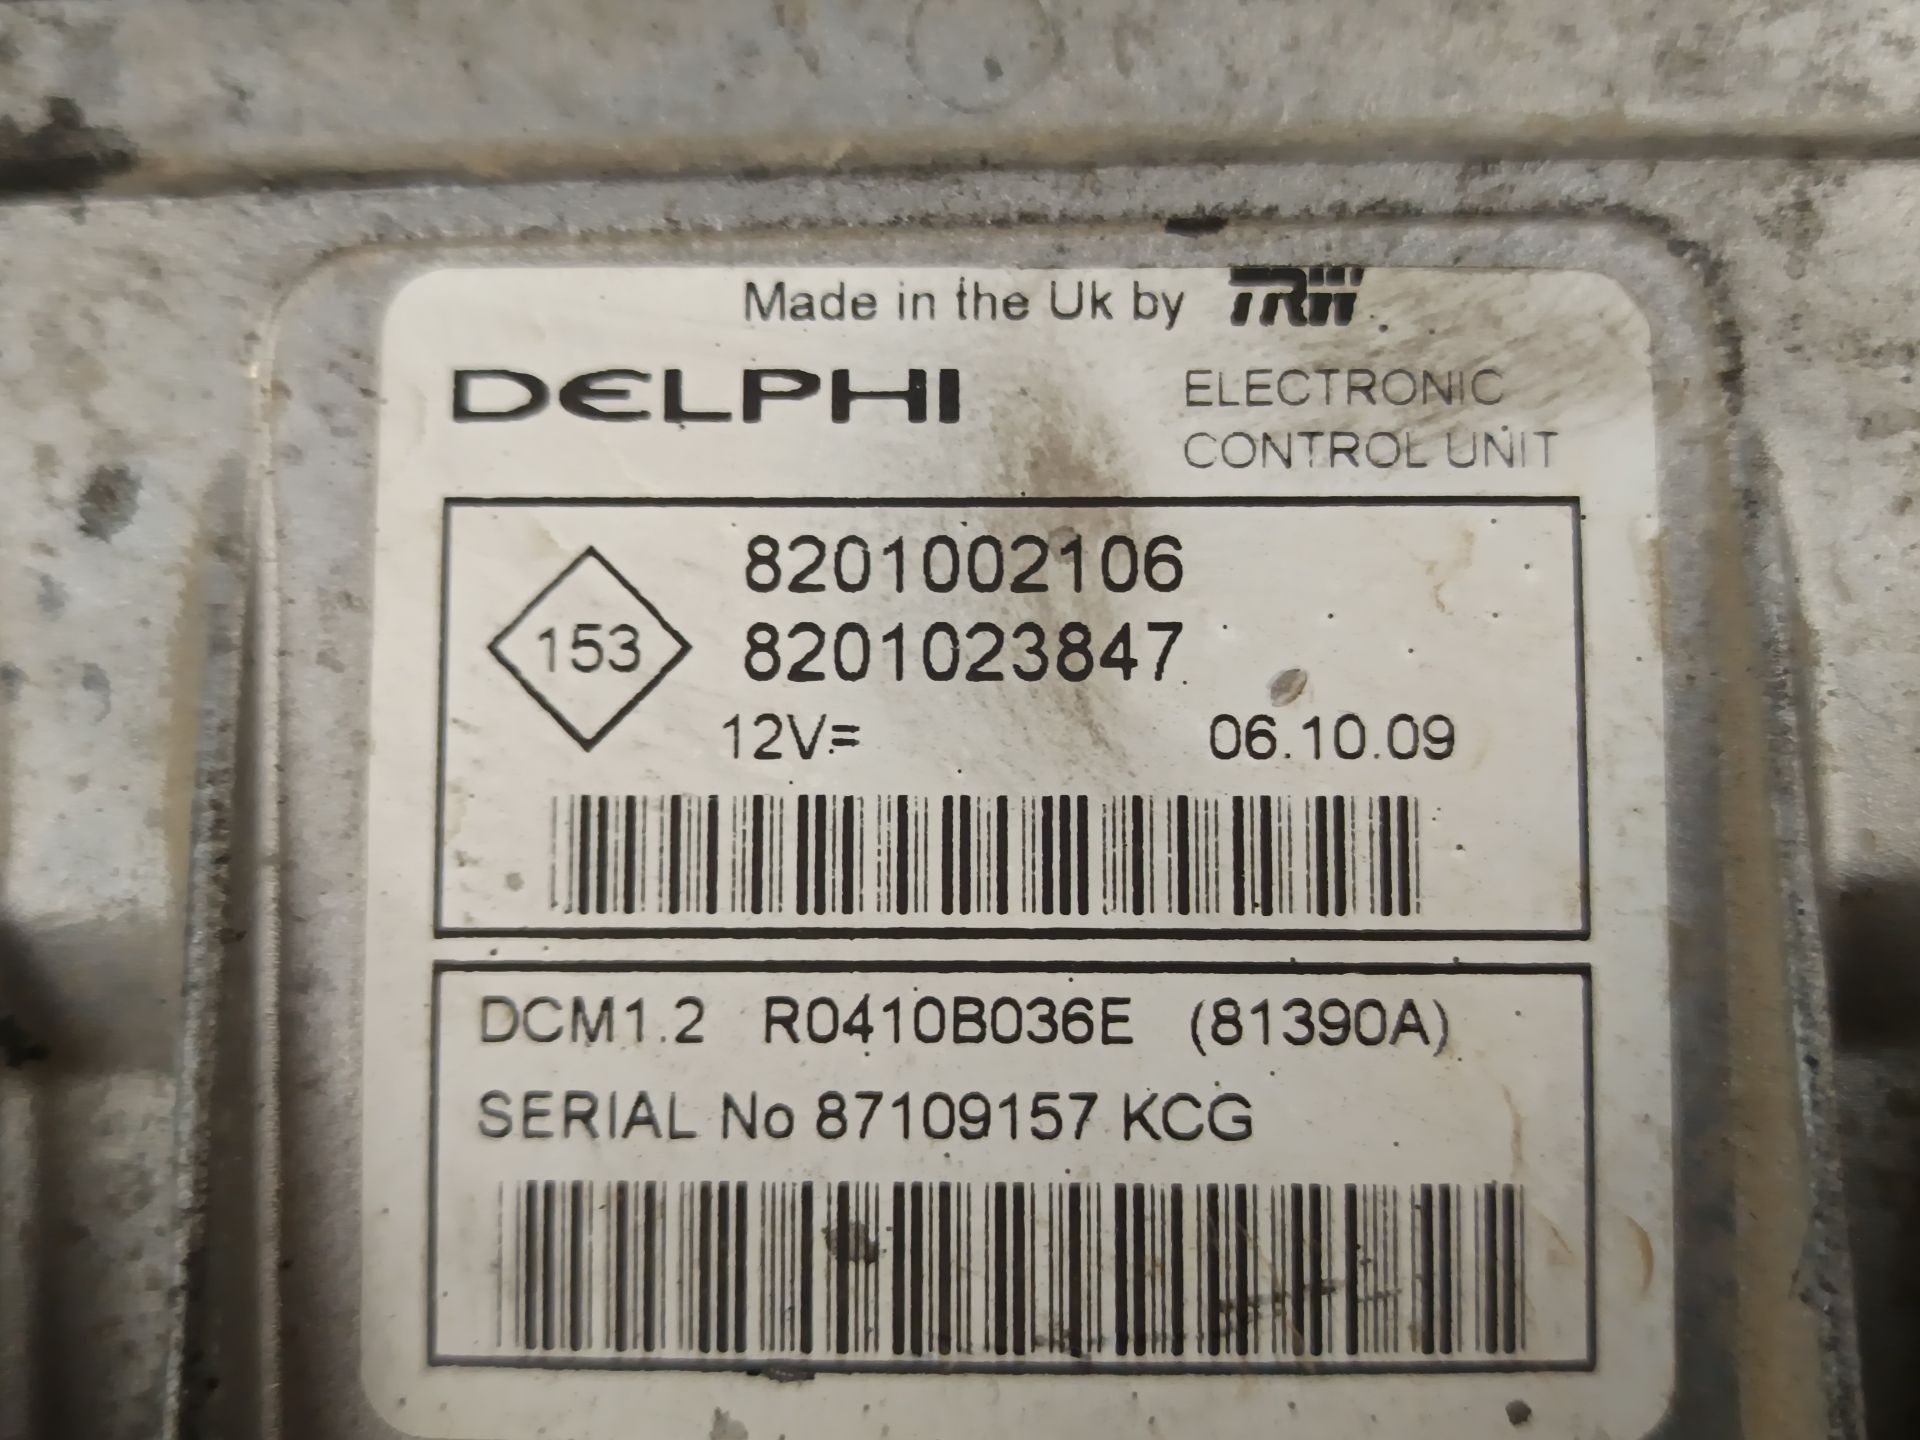 Made in the Uk by TRW
DELPHI
ELECTRONIC
CONTROL UNIT
8201002106
153
8201023847
12V=
06.10.09
DCM1.2 R0410B036E (81390A)
SERIAL No 87109157 KCG